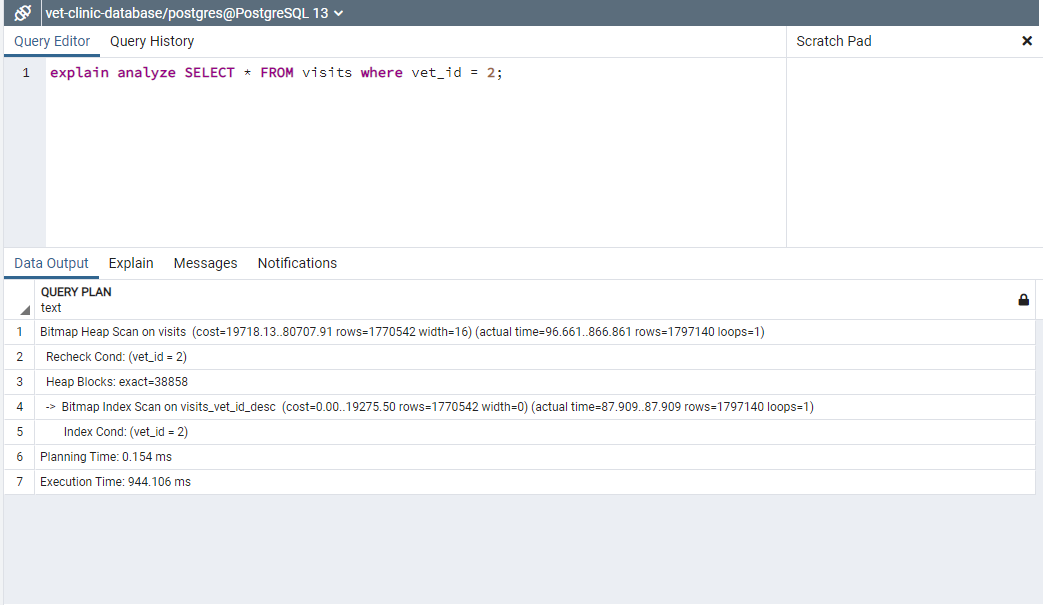 vet-clinic-database/postgres@PostgreSQL 13
Query Editor Query History Scratch Pad
1 explain analyze SELECT * FROM visits where vet_id = 2;
Data Output Explain Messages Notifications
QUERY PLAN
text
1 Bitmap Heap Scan on visits (cost=19718.13..80707.91 rows=1770542 width=16) (actual time=96.661..866.861 rows=1797140 loops=1)
2 Recheck Cond: (vet_id = 2)
3 Heap Blocks: exact=38858
4 -> Bitmap Index Scan on visits_vet_id_desc (cost=0.00..19275.50 rows=1770542 width=0) (actual time=87.909..87.909 rows=1797140 loops=1)
5 Index Cond: (vet_id = 2)
6 Planning Time: 0.154 ms
7 Execution Time: 944.106 ms